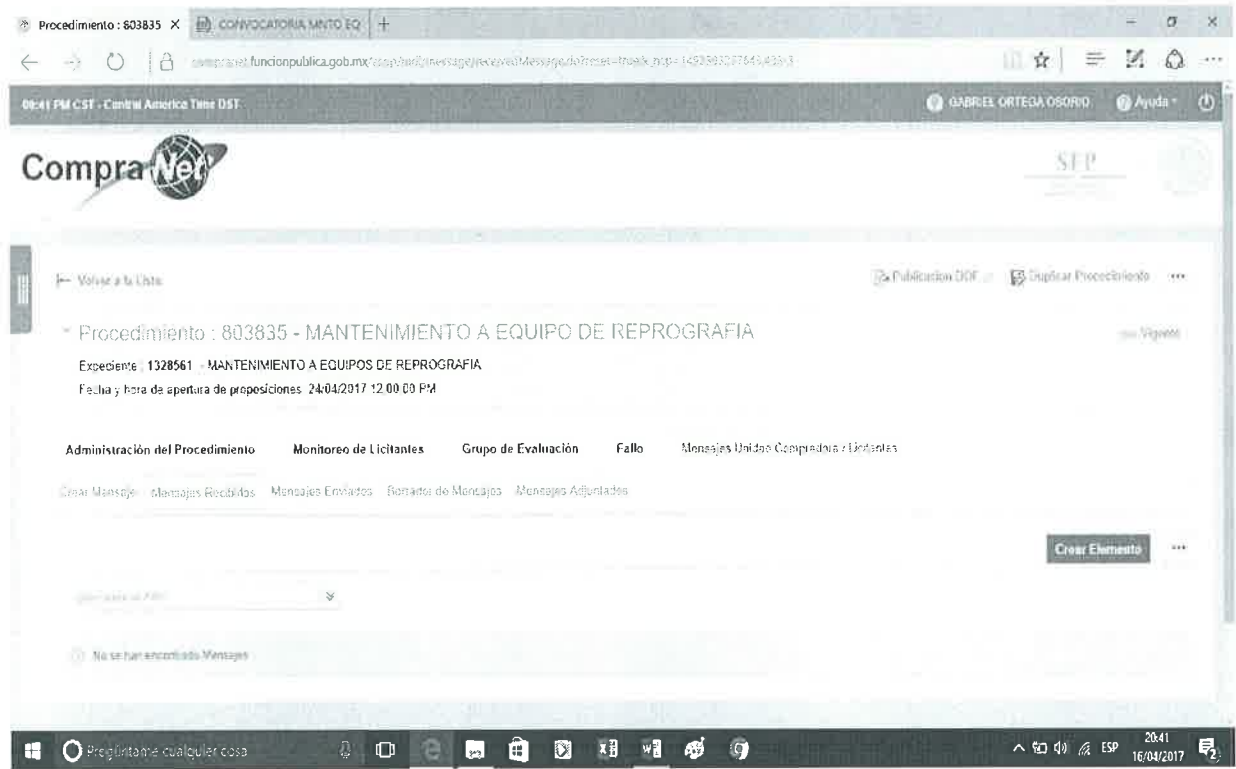 Procedimiento : 803835
CONVOCATORIA MNTO EQ
funcionpublica.gob.mx
08:41 PM CST - Central America Time DST
GABRIEL ORTEGA OSORIO
Ayuda
CompraNet
SFP
Volver a la Lista
Publicacion DOF
Duplicar Procedimiento
Procedimiento : 803835 - MANTENIMIENTO A EQUIPO DE REPROGRAFIA
Vigente
Expediente : 1328561 - MANTENIMIENTO A EQUIPOS DE REPROGRAFIA
Fecha y hora de apertura de proposiciones 24/04/2017 12:00:00 PM
Administración del Procedimiento Monitoreo de Licitantes Grupo de Evaluación Fallo Mensajes Unidad Compradora / Licitantes
Crear Mensaje Mensajes Recibidos Mensajes Enviados Borrador de Mensajes Mensajes Adjuntados
Crear Elemento
No se han encontrado Mensajes
Pregúntame cualquier cosa
ESP
20:41
16/04/2017